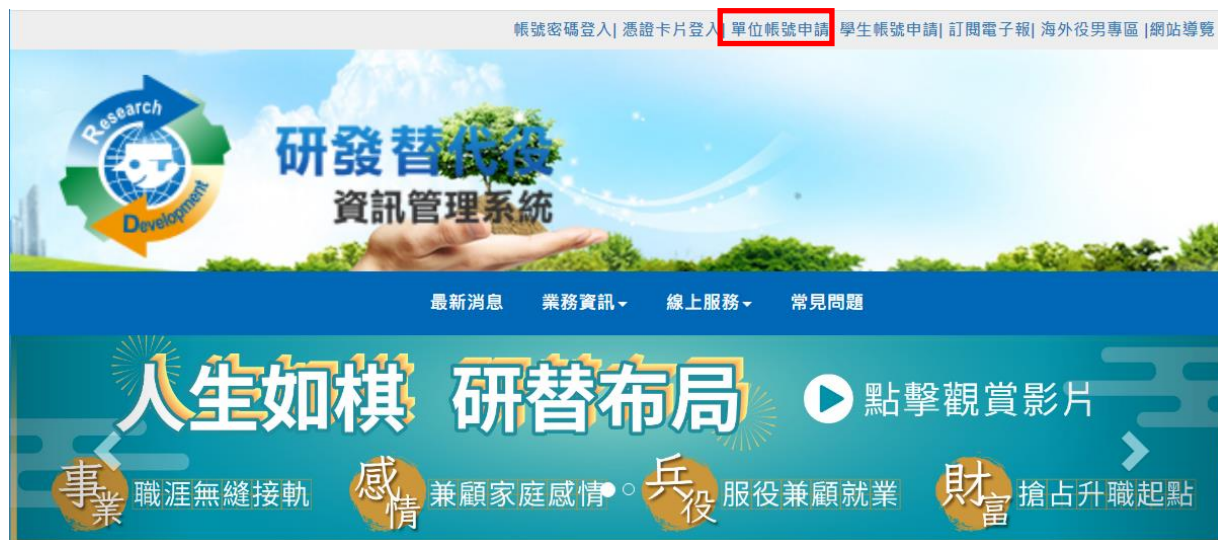 帳號密碼登入| 憑證卡片登入| 單位帳號申請 學生帳號申請| 訂閱電子報| 海外役男專區 |網站導覽
Research
Development
研發替代役
資訊管理系統
最新消息 業務資訊 線上服務 常見問題
人生如棋 研替布局 點擊觀賞影片
事業 職涯無縫接軌 感情 兼顧家庭感情 兵役 服役兼顧就業 財富 搶占升職起點